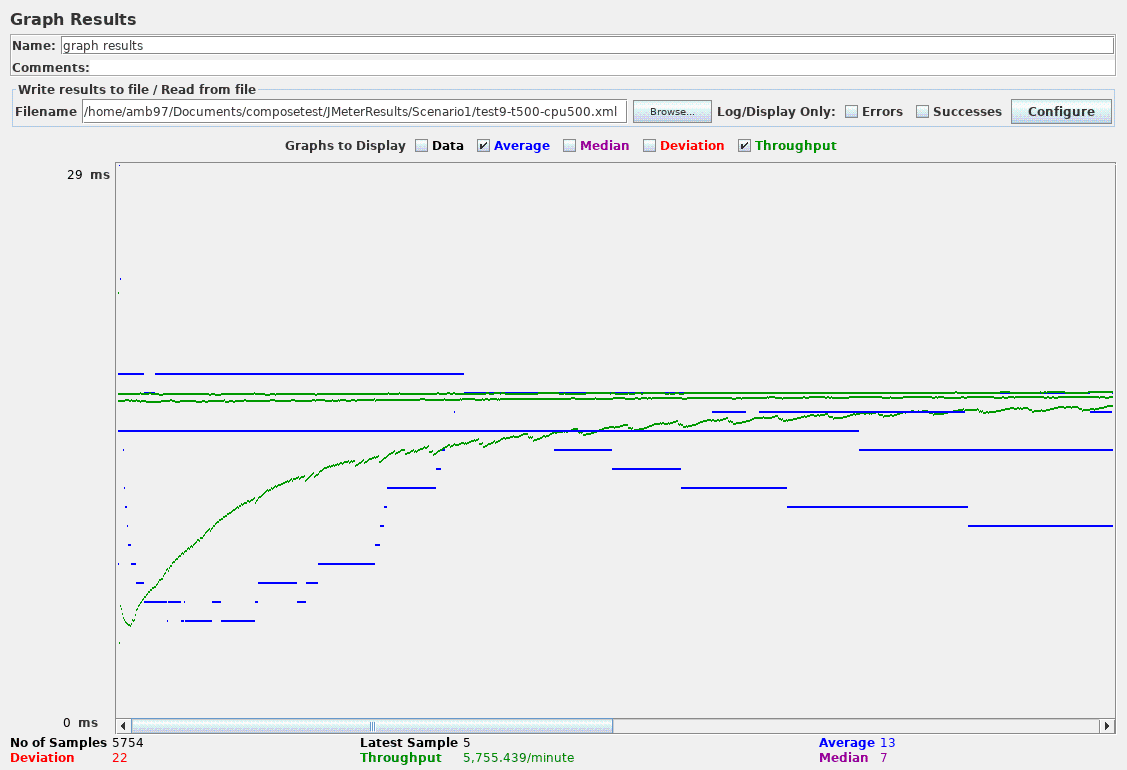 Graph Results
Name: graph results
Comments:
Write results to file / Read from file
Filename /home/amb97/Documents/composetest/JMeterResults/Scenario1/test9-t500-cpu500.xml Browse... Log/Display Only: Errors Successes Configure
Graphs to Display Data Average Median Deviation Throughput
29 ms
0 ms
No of Samples 5754 Latest Sample 5 Average 13
Deviation 22 Throughput 5,755.439/minute Median 7